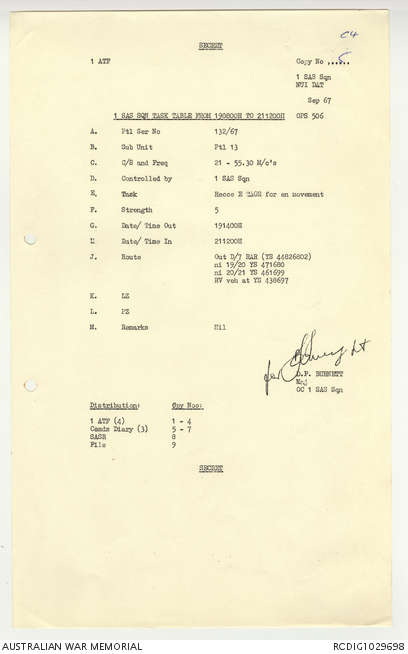 C4
SECRET
1 ATF
Copy No ..5...
1 SAS Sqn
NUI DAT
Sep 67
1 SAS SQN TASK TABLE FROM 190800H TO 211200H OPS 506
A. Ptl Ser No 132/67
B. Sub Unit Ptl 13
C. C/S and Freq 21 - 55.30 M/c's
D. Controlled by 1 SAS Sqn
E. Task Recce E TAOR for en movement
F. Strength 5
G. Date/ Time Out 191400H
H Date/ Time In 211200H
J. Route Out D/7 RAR (YS 44826802)
ni 19/20 YS 471680
ni 20/21 YS 461699
RV veh at YS 438697
K. LZ
L. PZ
M. Remarks Nil
for
D.F. BURNETT
Maj
OC 1 SAS Sqn
Distribution: Cpy Nos:
1 ATF (4) 1 - 4
Comds Diary (3) 5 - 7
SASR 8
File 9
SECRET
AUSTRALIAN WAR MEMORIAL
RCDIG1029698